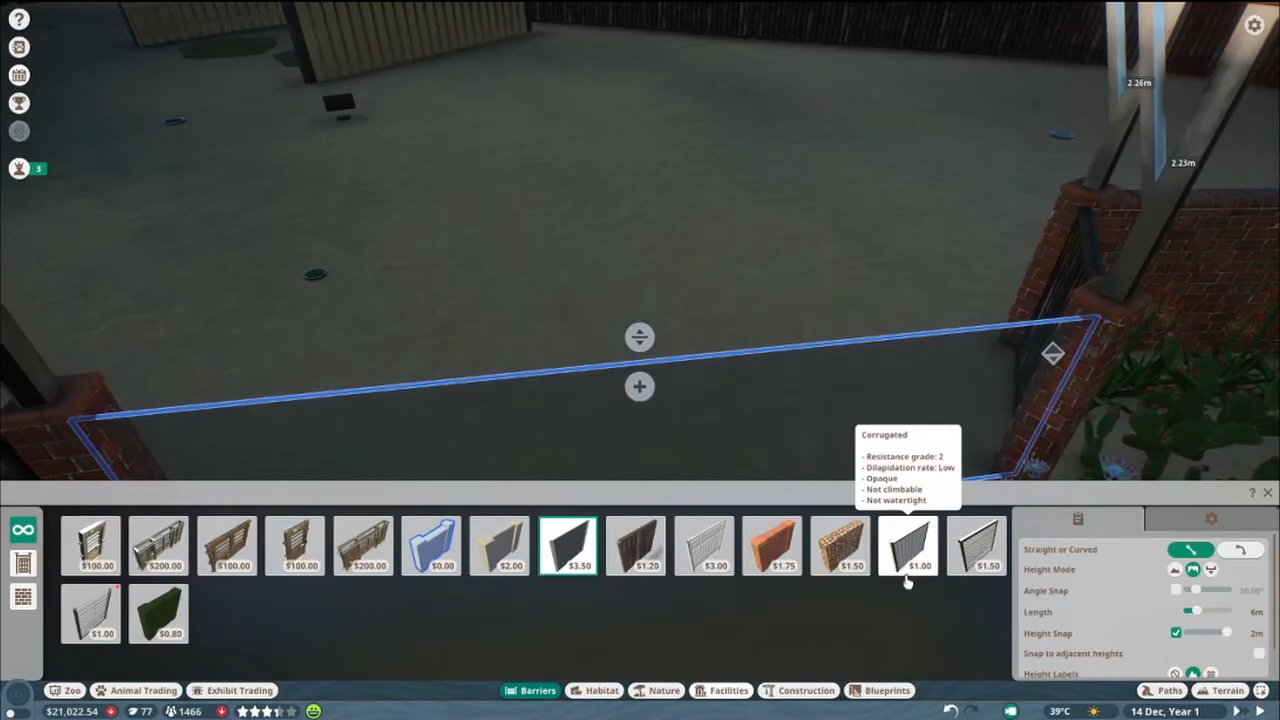 2.26m
2.23m
3
Corrugated
- Resistance grade: 2
- Dilapidation rate: Low
- Opaque
- Not climbable
- Not watertight
? ×
$100.00 $200.00 $100.00 $100.00 $200.00 $0.00 $2.00 $3.50 $1.20 $3.00 $1.75 $1.50 $1.00 $1.50
$1.00 $0.80
Straight or Curved
Height Mode
Angle Snap 30.00°
Length 6m
Height Snap 2m
Snap to adjacent heights
Height Labels
Zoo Animal Trading Exhibit Trading Barriers Habitat Nature Facilities Construction Blueprints Paths Terrain
$21,022.54 77 1466 39°C 14 Dec, Year 1